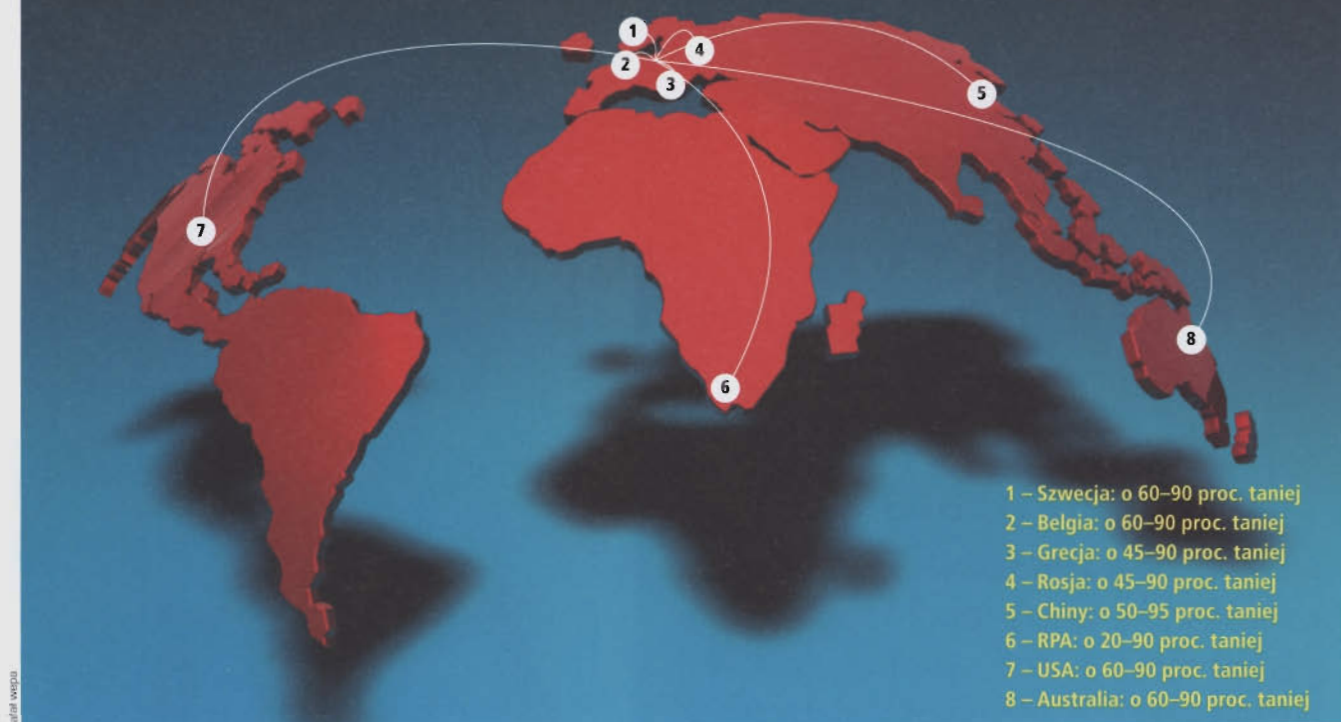 1
2
3
4
5
6
7
8
1 – Szwecja: o 60–90 proc. taniej
2 – Belgia: o 60–90 proc. taniej
3 – Grecja: o 45–90 proc. taniej
4 – Rosja: o 45–90 proc. taniej
5 – Chiny: o 50–95 proc. taniej
6 – RPA: o 20–90 proc. taniej
7 – USA: o 60–90 proc. taniej
8 – Australia: o 60–90 proc. taniej